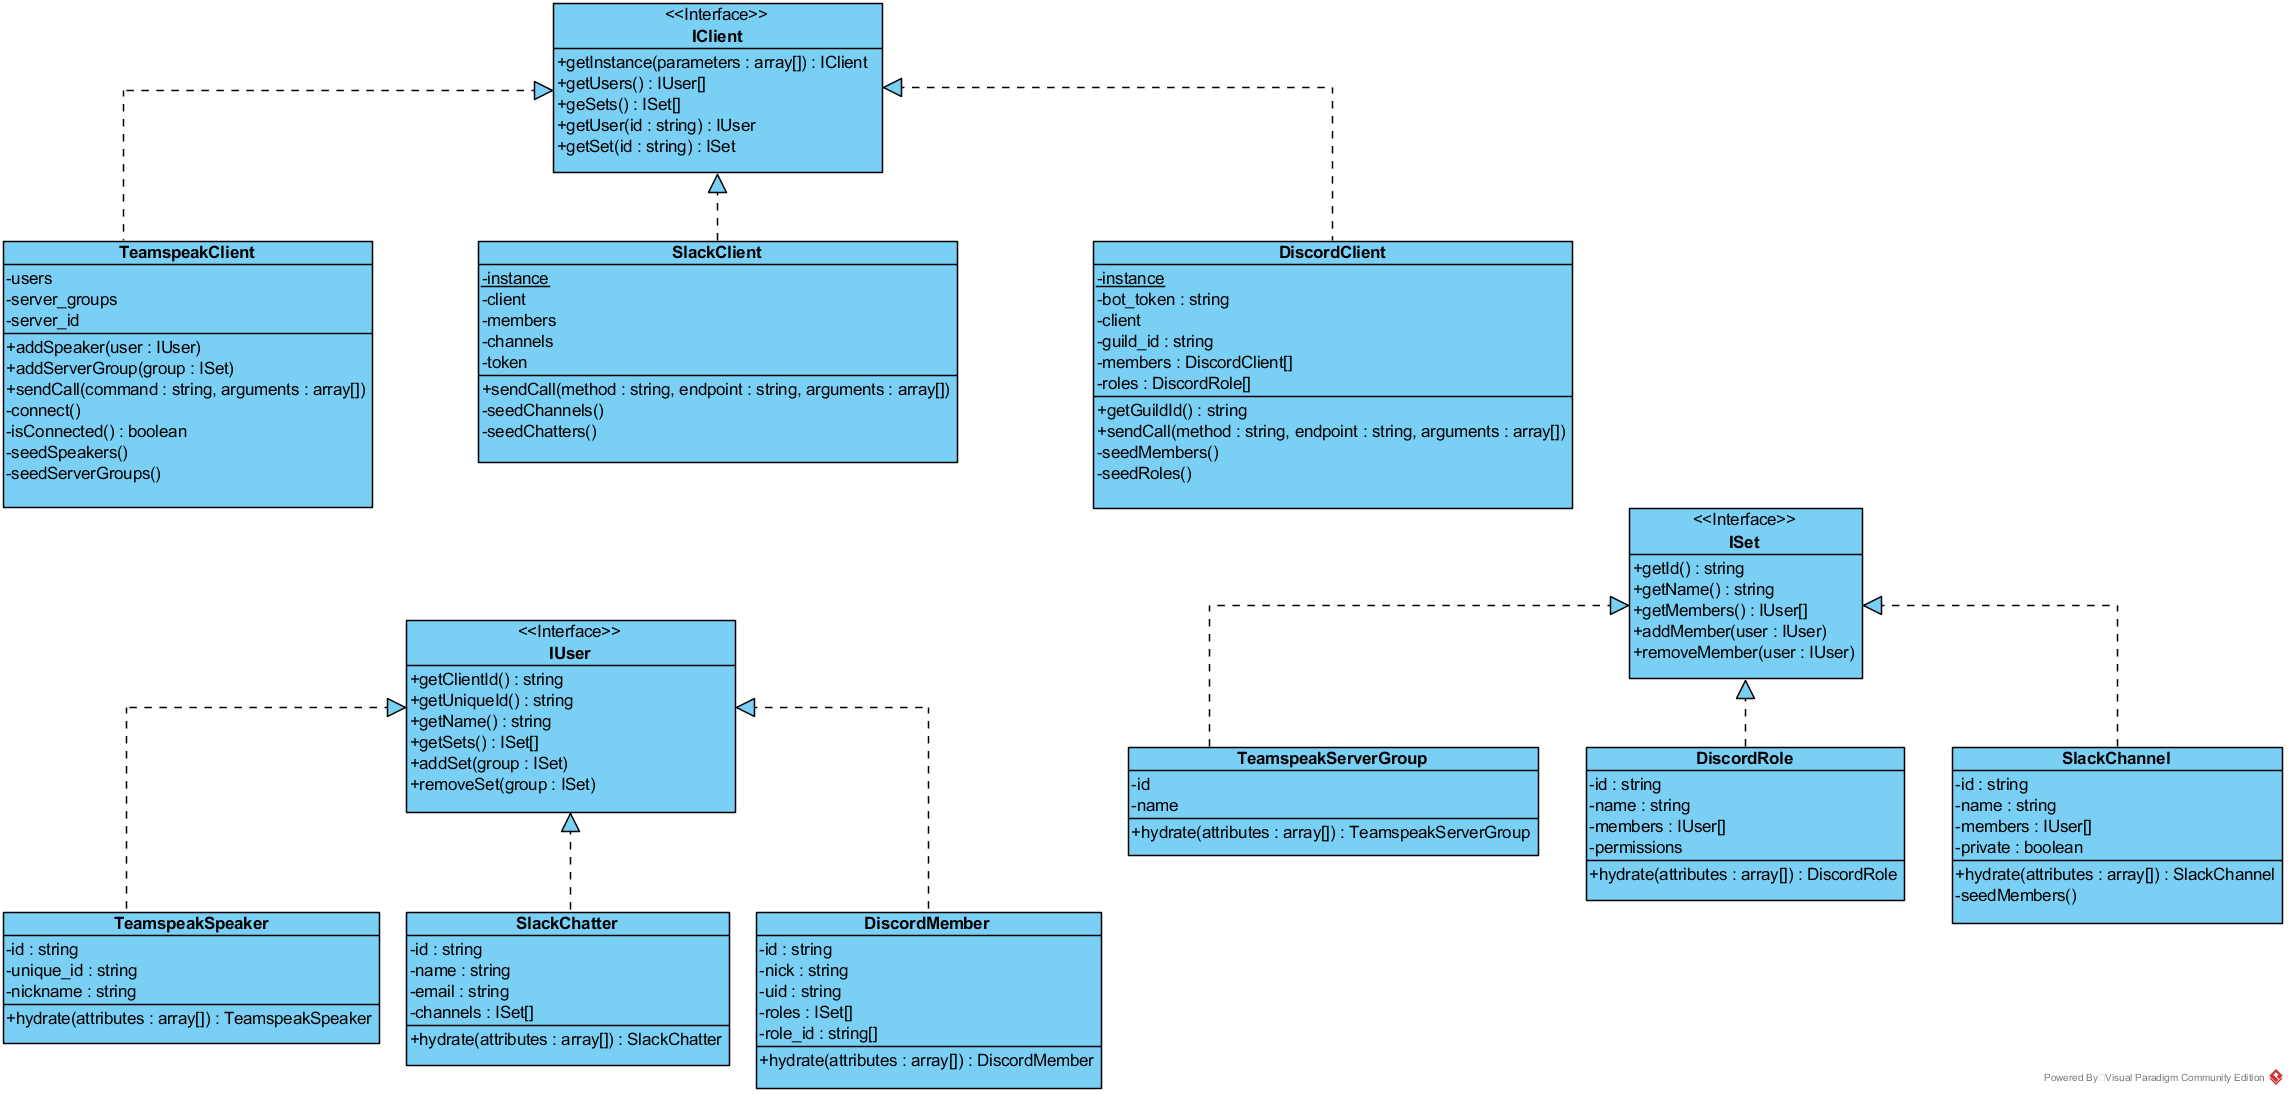 <<Interface>>
IClient
+getInstance(parameters : array[]) : IClient
+getUsers() : IUser[]
+geSets() : ISet[]
+getUser(id : string) : IUser
+getSet(id : string) : ISet
TeamspeakClient
-users
-server_groups
-server_id
+addSpeaker(user : IUser)
+addServerGroup(group : ISet)
+sendCall(command : string, arguments : array[])
-connect()
-isConnected() : boolean
-seedSpeakers()
-seedServerGroups()
SlackClient
-instance
-client
-members
-channels
-token
+sendCall(method : string, endpoint : string, arguments : array[])
-seedChannels()
-seedChatters()
DiscordClient
-instance
-bot_token : string
-client
-guild_id : string
-members : DiscordClient[]
-roles : DiscordRole[]
+getGuildId() : string
+sendCall(method : string, endpoint : string, arguments : array[])
-seedMembers()
-seedRoles()
<<Interface>>
ISet
+getId() : string
+getName() : string
+getMembers() : IUser[]
+addMember(user : IUser)
+removeMember(user : IUser)
<<Interface>>
IUser
+getClientId() : string
+getUniqueId() : string
+getName() : string
+getSets() : ISet[]
+addSet(group : ISet)
+removeSet(group : ISet)
TeamspeakServerGroup
-id
-name
+hydrate(attributes : array[]) : TeamspeakServerGroup
DiscordRole
-id : string
-name : string
-members : IUser[]
-permissions
+hydrate(attributes : array[]) : DiscordRole
SlackChannel
-id : string
-name : string
-members : IUser[]
-private : boolean
+hydrate(attributes : array[]) : SlackChannel
-seedMembers()
TeamspeakSpeaker
-id : string
-unique_id : string
-nickname : string
+hydrate(attributes : array[]) : TeamspeakSpeaker
SlackChatter
-id : string
-name : string
-email : string
-channels : ISet[]
+hydrate(attributes : array[]) : SlackChatter
DiscordMember
-id : string
-nick : string
-uid : string
-roles : ISet[]
-role_id : string[]
+hydrate(attributes : array[]) : DiscordMember
Powered By Visual Paradigm Community Edition